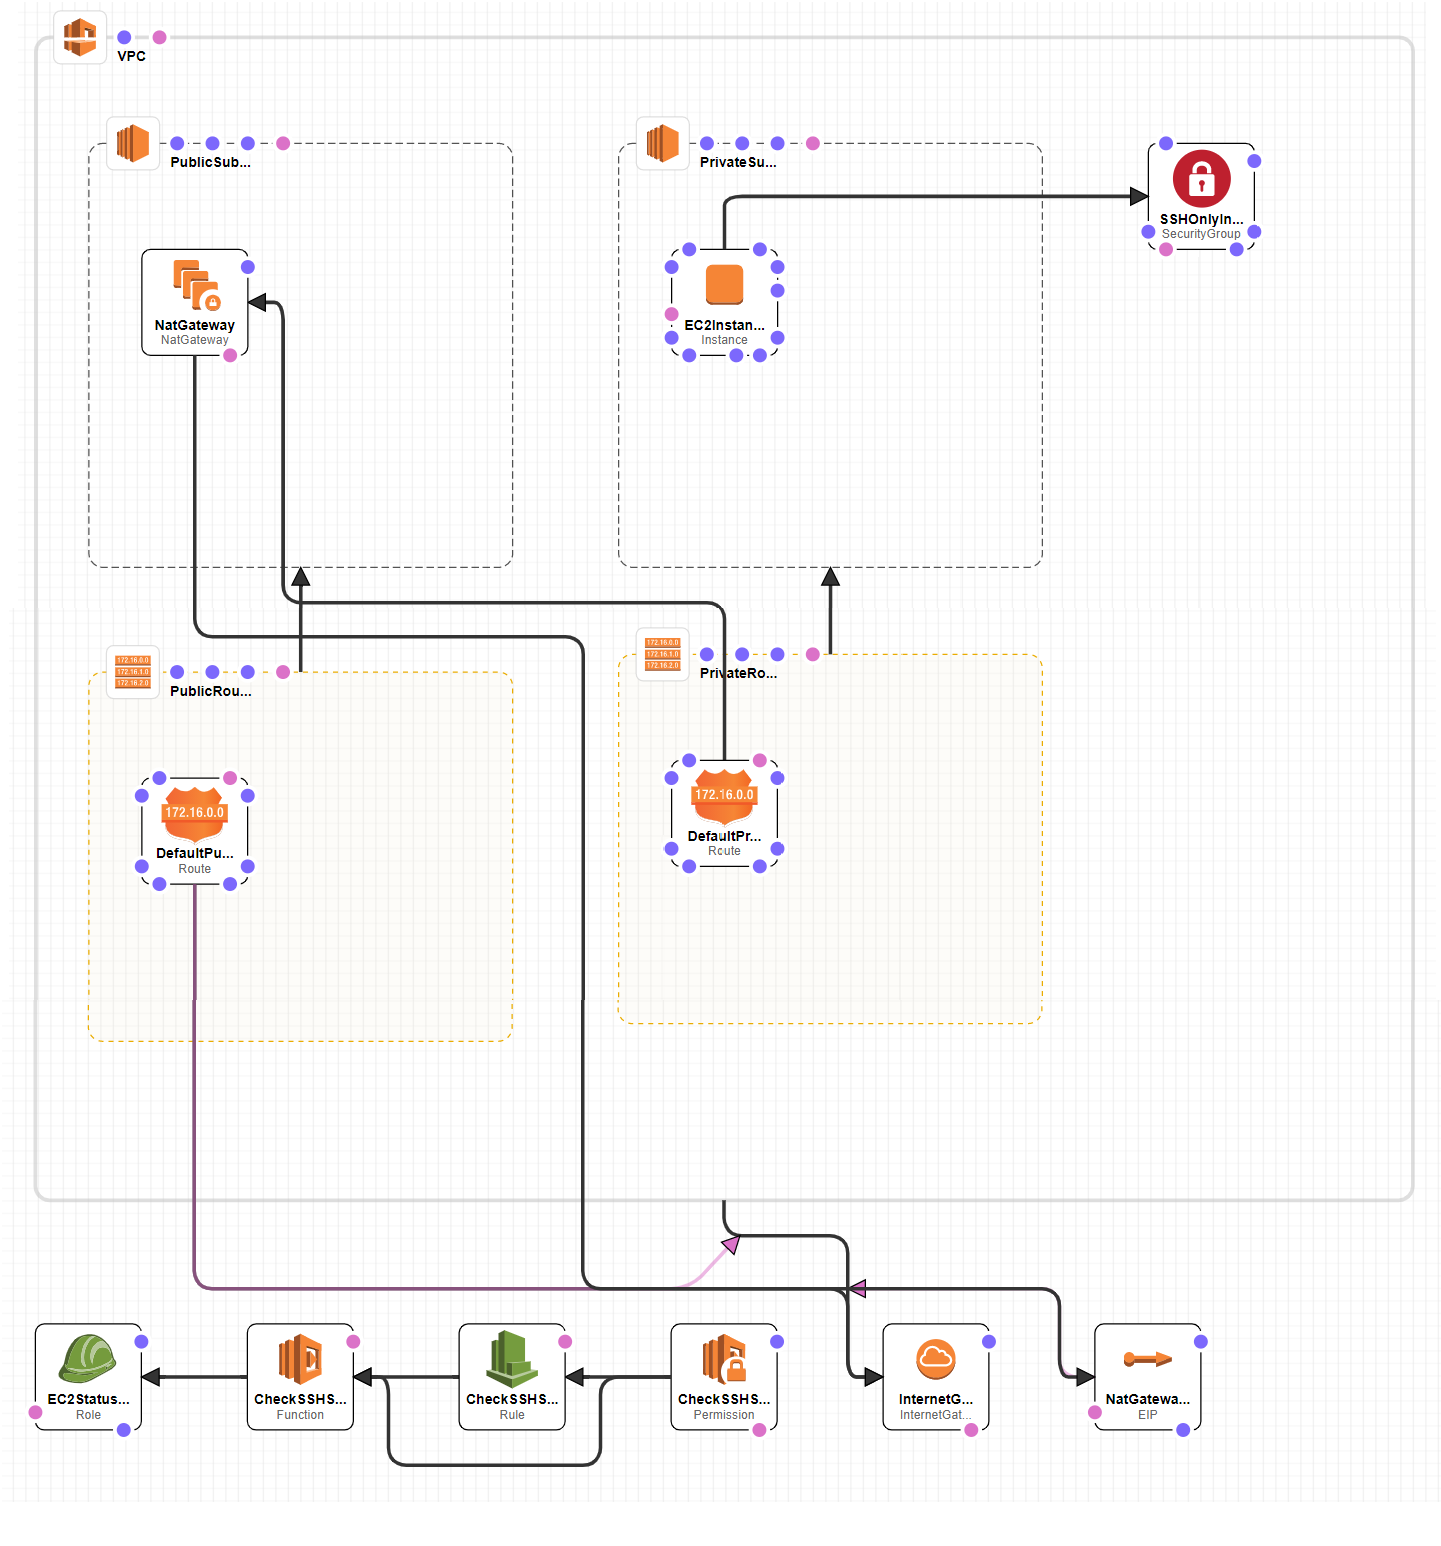 VPC
PublicSub...
PrivateSu...
SSHOnlyIn...
SecurityGroup
NatGateway
NatGateway
EC2Instan...
Instance
172.16.0.0
172.16.1.0
172.16.2.0
PublicRou...
172.16.0.0
172.16.1.0
172.16.2.0
PrivateRo...
172.16.0.0
DefaultPu...
Route
172.16.0.0
DefaultPr...
Route
EC2Status...
Role
CheckSSHS...
Function
CheckSSHS...
Rule
CheckSSHS...
Permission
InternetG...
InternetGat...
NatGatewa...
EIP